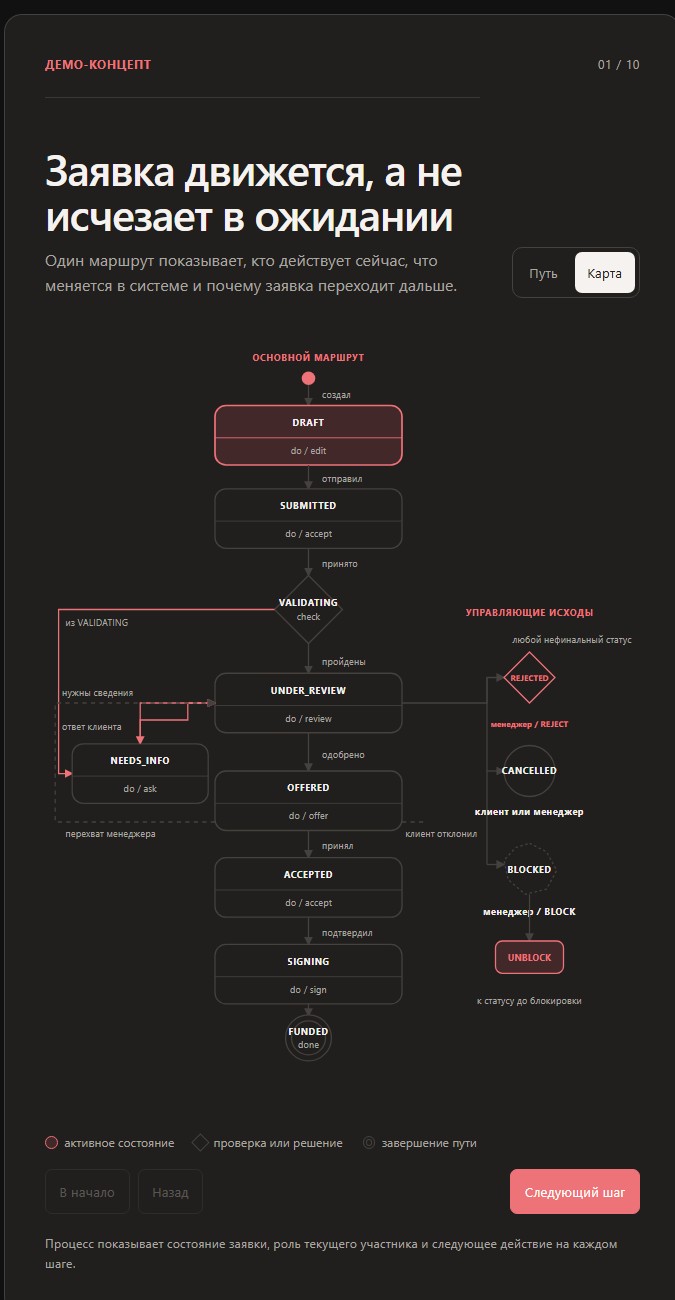 ДЕМО-КОНЦЕПТ
01 / 10
Заявка движется, а не
исчезает в ожидании
Один маршрут показывает, кто действует сейчас, что
меняется в системе и почему заявка переходит дальше.
Путь
Карта
ОСНОВНОЙ МАРШРУТ
создал
DRAFT
do / edit
отправил
SUBMITTED
do / accept
принято
VALIDATING
check
УПРАВЛЯЮЩИЕ ИСХОДЫ
из VALIDATING
любой нефинальный статус
пройдены
REJECTED
UNDER_REVIEW
нужны сведения
do / review
менеджер / REJECT
ответ клиента
одобрено
NEEDS_INFO
do / ask
CANCELLED
OFFERED
do / offer
клиент или менеджер
перехват менеджера
клиент отклонил
принял
BLOCKED
ACCEPTED
do / accept
менеджер / BLOCK
подтвердил
UNBLOCK
SIGNING
do / sign
к статусу до блокировки
FUNDED
done
активное состояние
проверка или решение
завершение пути
В начало
Назад
Следующий шаг
Процесс показывает состояние заявки, роль текущего участника и следующее действие на каждом
шаге.